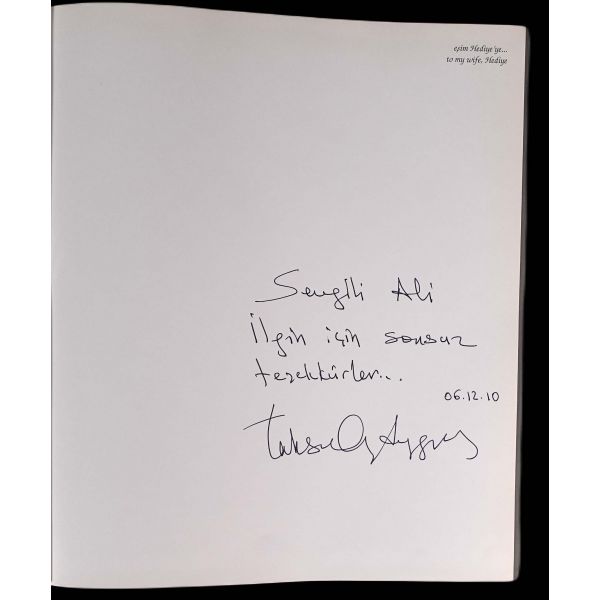 eşim Hediye'ye...
to my wife, Hediye
Sevgili Ali
İlgin için sonsuz
teşekkürler...
06.12.10